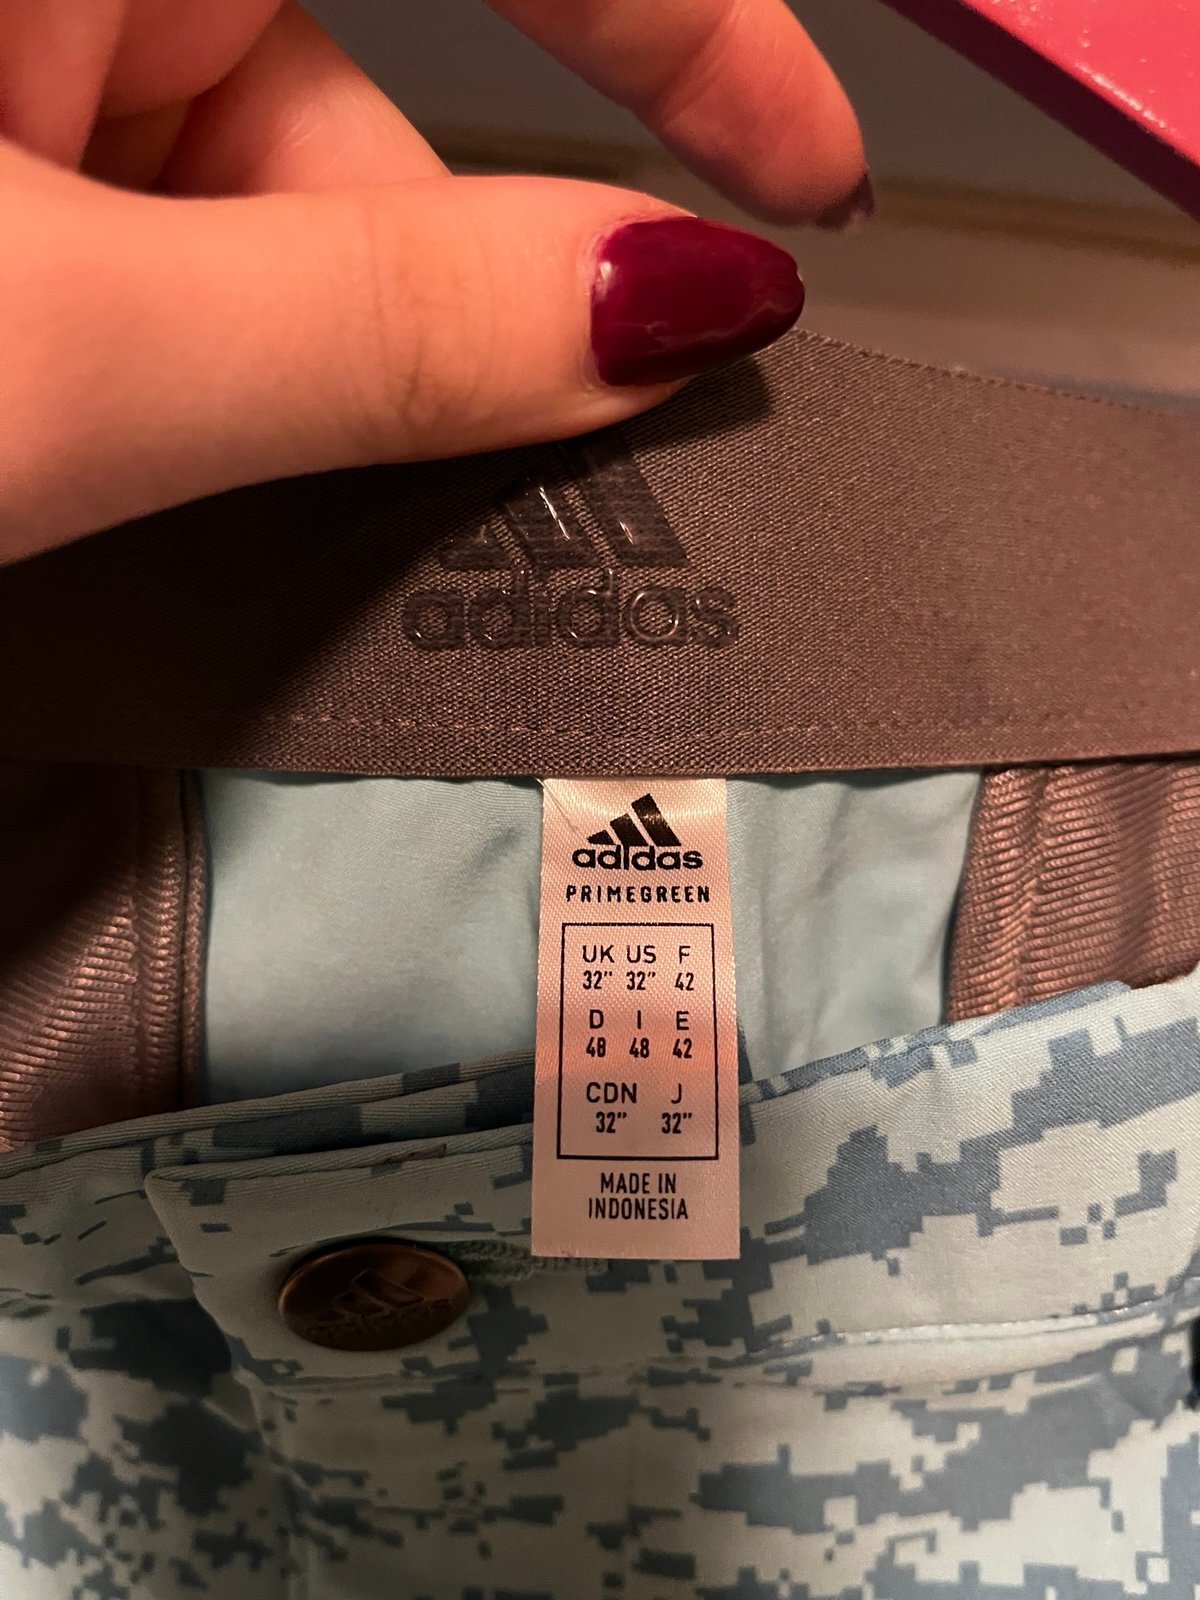 adidas
adidas
PRIMEGREEN
UK US F
32" 32" 42
D I E
48 48 42
CDN J
32" 32"
MADE IN
INDONESIA